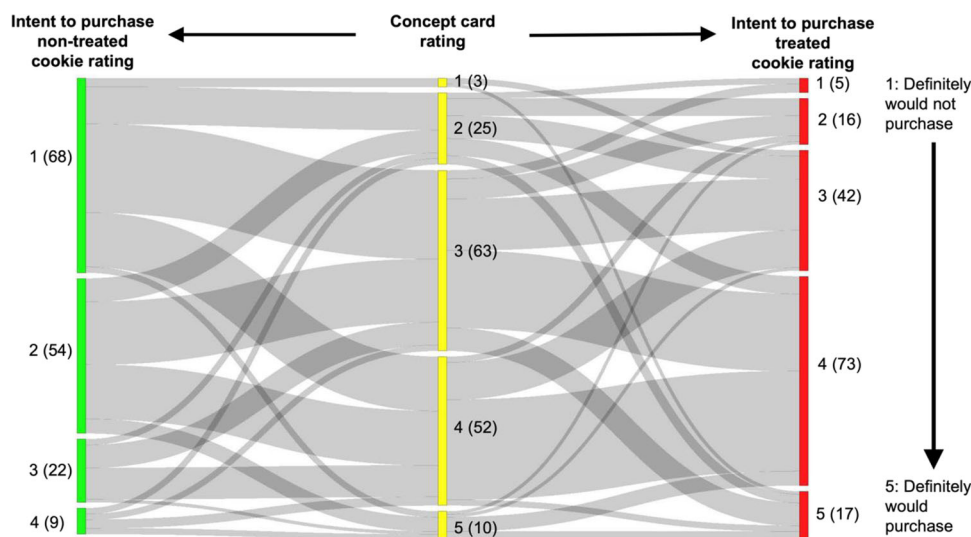 Intent to purchase
non-treated
cookie rating
Concept card
rating
Intent to purchase
treated
cookie rating
1 (68)
2 (54)
3 (22)
4 (9)
1 (3)
2 (25)
3 (63)
4 (52)
5 (10)
1 (5)
2 (16)
3 (42)
4 (73)
5 (17)
1: Definitely
would not
purchase
5: Definitely
would
purchase